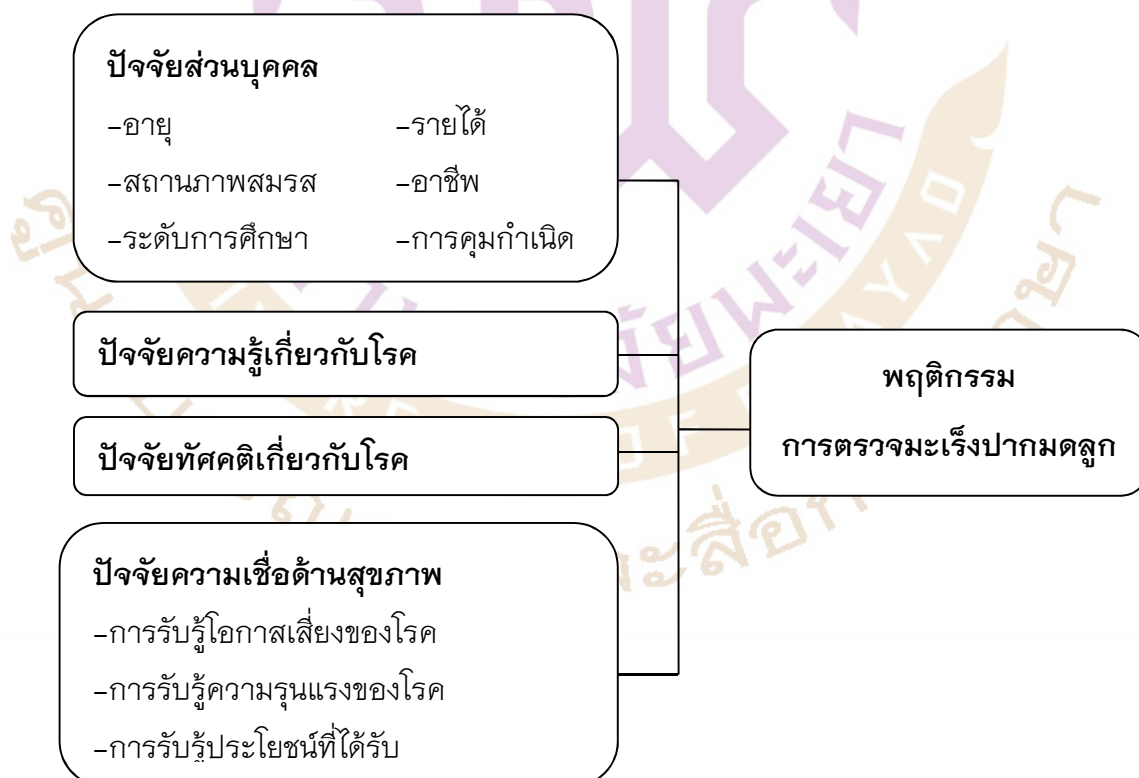 ปัจจัยส่วนบุคคล
-อายุ -รายได้
-สถานภาพสมรส -อาชีพ
-ระดับการศึกษา -การคุมกำเนิด
ปัจจัยความรู้เกี่ยวกับโรค
พฤติกรรม
การตรวจมะเร็งปากมดลูก
ปัจจัยทัศคติเกี่ยวกับโรค
ปัจจัยความเชื่อด้านสุขภาพ
-การรับรู้โอกาสเสี่ยงของโรค
-การรับรู้ความรุนแรงของโรค
-การรับรู้ประโยชน์ที่ได้รับ